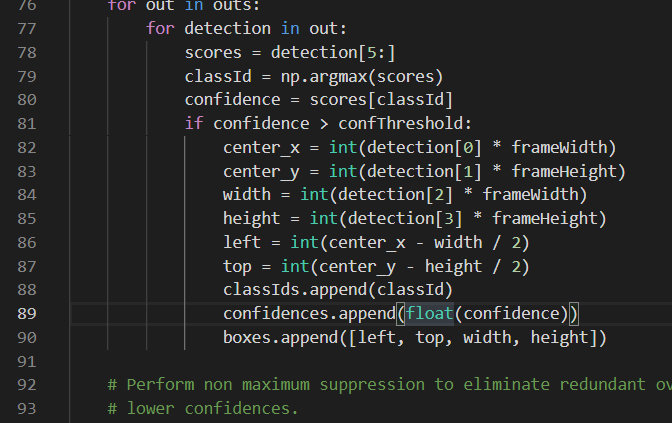 76 for out in outs:
77 for detection in out:
78 scores = detection[5:]
79 classId = np.argmax(scores)
80 confidence = scores[classId]
81 if confidence > confThreshold:
82 center_x = int(detection[0] * frameWidth)
83 center_y = int(detection[1] * frameHeight)
84 width = int(detection[2] * frameWidth)
85 height = int(detection[3] * frameHeight)
86 left = int(center_x - width / 2)
87 top = int(center_y - height / 2)
88 classIds.append(classId)
89 confidences.append(float(confidence))
90 boxes.append([left, top, width, height])
91
92 # Perform non maximum suppression to eliminate redundant ov
93 # lower confidences.